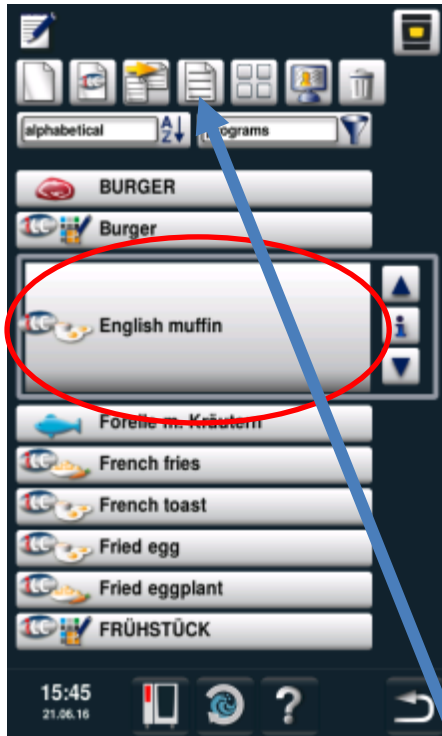 alphabetical
A Z
programs
BURGER
Burger
English muffin
i
Forelle m. Kräutern
French fries
French toast
Fried egg
Fried eggplant
FRÜHSTÜCK
15:45
21.06.16
?